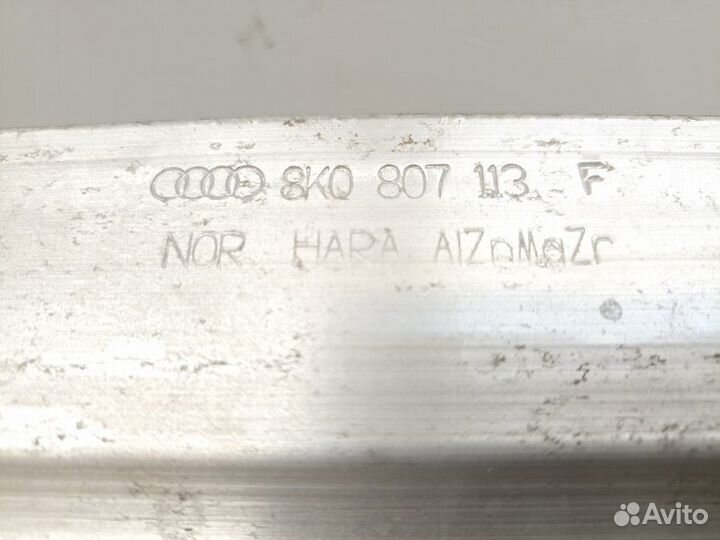 8K0 807 113 F
NOR HARA AlZnMgZr
Avito